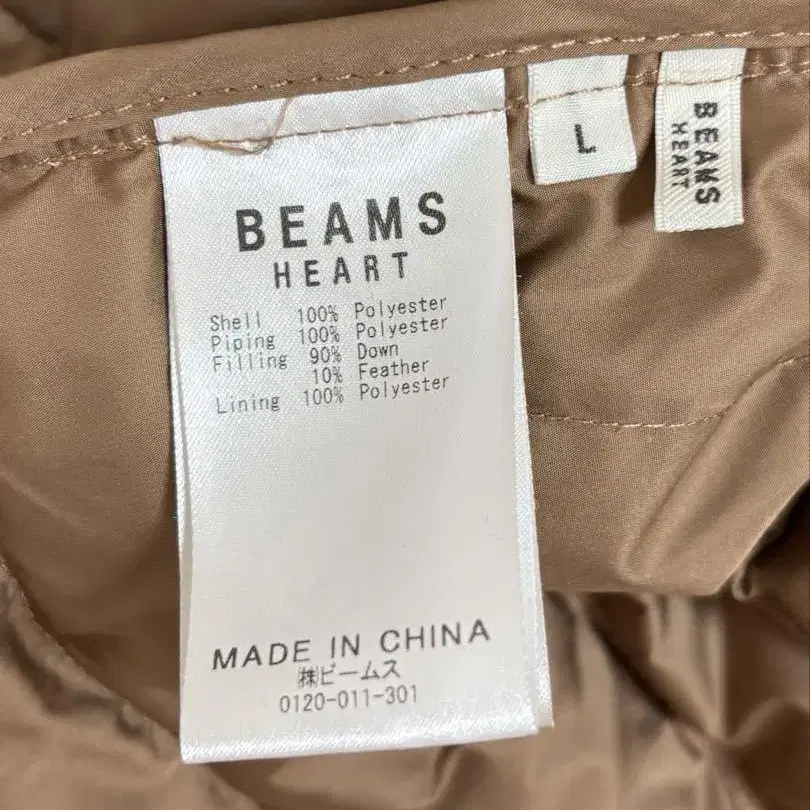 BEAMS
HEART
Shell 100% Polyester
Piping 100% Polyester
Filling 90% Down
10% Feather
Lining 100% Polyester
MADE IN CHINA
㈱ビームス
0120-011-301
L
BEAMS
HEART